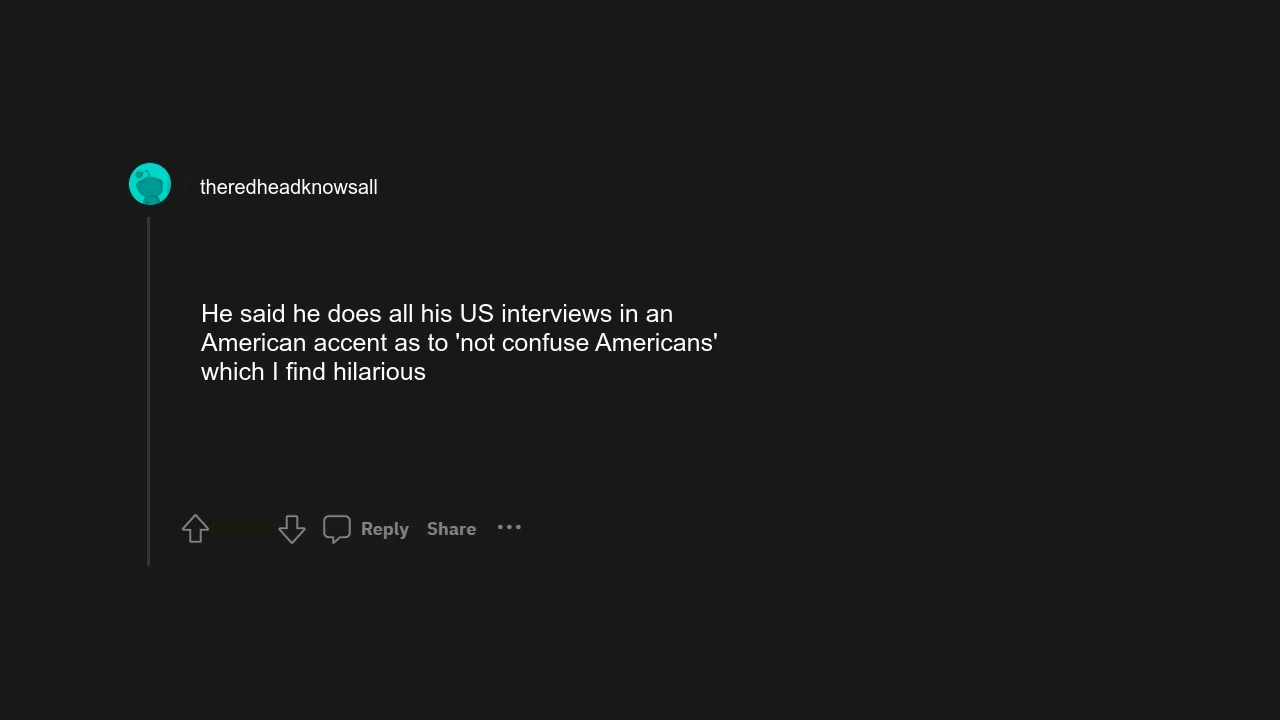 theredheadknowsall
He said he does all his US interviews in an
American accent as to 'not confuse Americans'
which I find hilarious
Reply Share